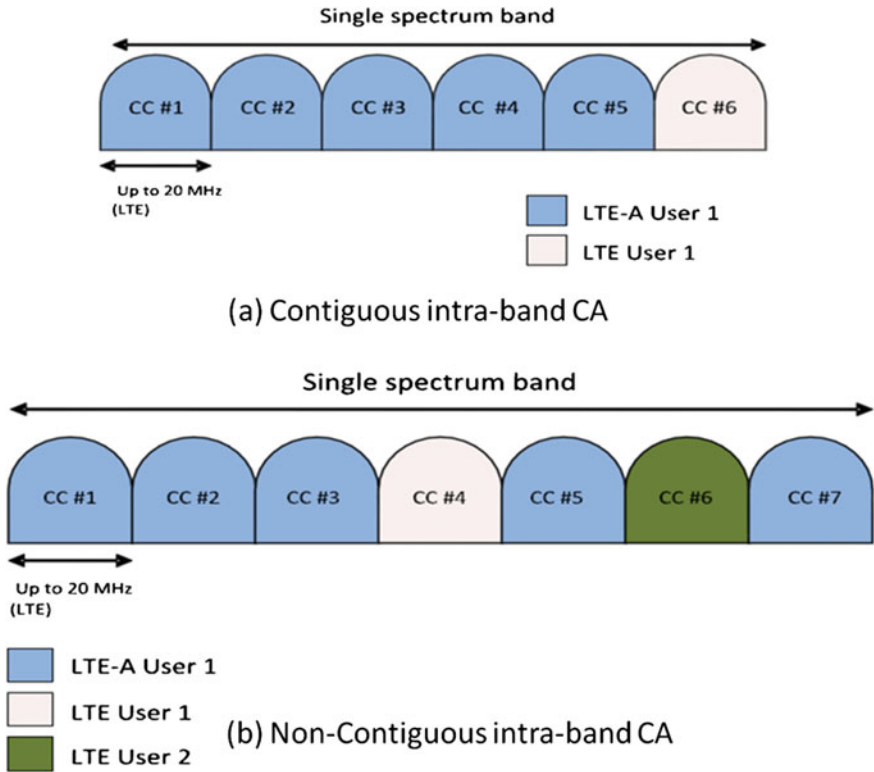 Single spectrum band
CC #1 CC #2 CC #3 CC #4 CC #5 CC #6
Up to 20 MHz
(LTE)
LTE-A User 1
LTE User 1
(a) Contiguous intra-band CA
Single spectrum band
CC #1 CC #2 CC #3 CC #4 CC #5 CC #6 CC #7
Up to 20 MHz
(LTE)
LTE-A User 1
LTE User 1
LTE User 2
(b) Non-Contiguous intra-band CA